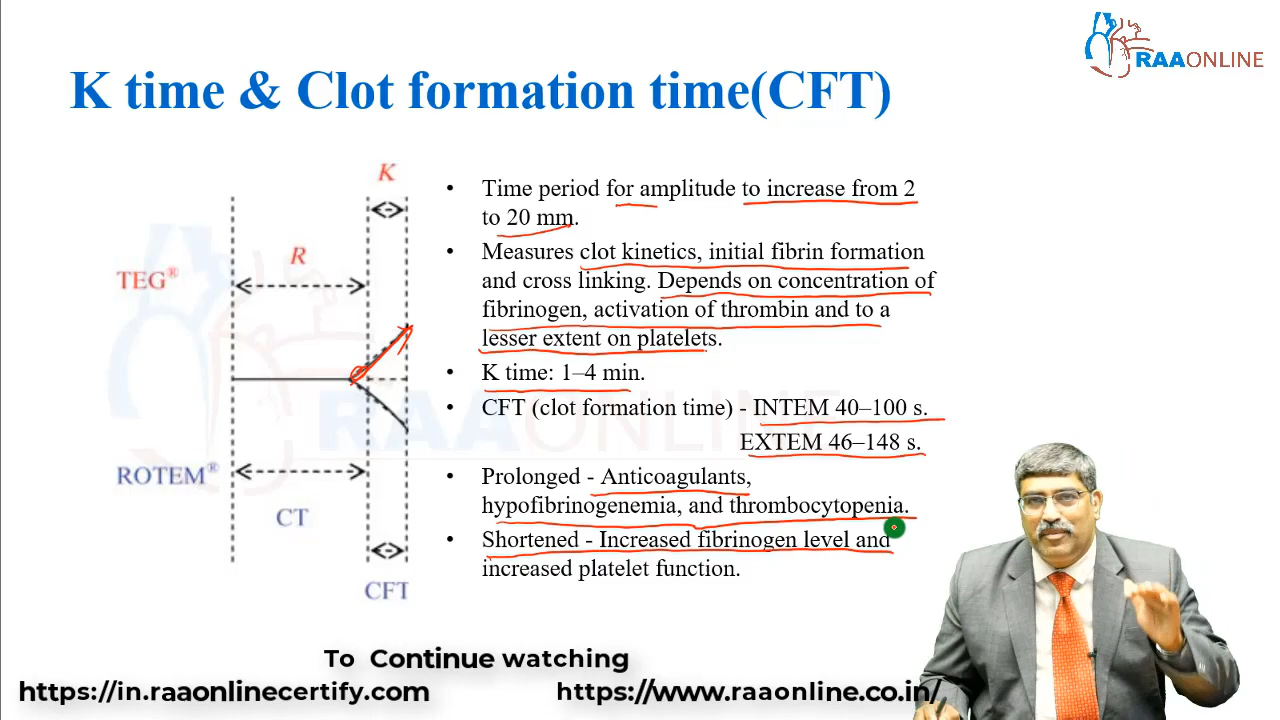 RAAONLINE
K time & Clot formation time(CFT)
K
R
TEG®
ROTEM®
CT
CFT
• Time period for amplitude to increase from 2
to 20 mm.
• Measures clot kinetics, initial fibrin formation
and cross linking. Depends on concentration of
fibrinogen, activation of thrombin and to a
lesser extent on platelets.
• K time: 1–4 min.
• CFT (clot formation time) - INTEM 40–100 s.
EXTEM 46–148 s.
• Prolonged - Anticoagulants,
hypofibrinogenemia, and thrombocytopenia.
• Shortened - Increased fibrinogen level and
increased platelet function.
RAAONLINE
To Continue watching
https://in.raaonlinecertify.com
https://www.raaonline.co.in/